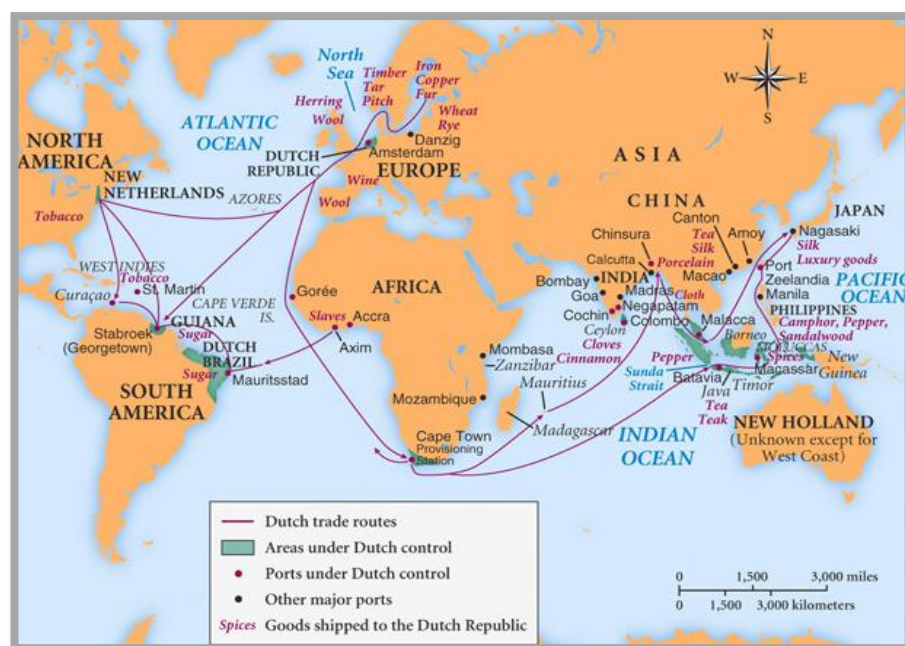 N
W
E
S
North
Sea
Timber
Tar
Pitch
Iron
Copper
Fur
Herring
Wool
Wheat
Rye
ATLANTIC
OCEAN
Danzig
Amsterdam
DUTCH
REPUBLIC
EUROPE
Wine
Wool
NORTH
AMERICA
NEW
NETHERLANDS
Tobacco
AZORES
ASIA
CHINA
JAPAN
Canton
Amoy
Nagasaki
Tea
Silk
Silk
Luxury goods
Chinsura
Porcelain
Calcutta
INDIA
Macao
Port
Zeelandia
PACIFIC
OCEAN
Bombay
Goa
Madras
Cloth
Negapatam
Manila
PHILIPPINES
Cochin
Ceylon
Colombo
Malacca
Camphor, Pepper,
Sandalwood
Cloves
Cinnamon
Borneo
MOLUCCAS
Spices
New
Guinea
Pepper
Sunda
Strait
Batavia
Java
Timor
Macassar
Tea
Teak
WEST INDIES
Tobacco
St. Martin
Curaçao
CAPE VERDE
IS.
Gorée
AFRICA
Slaves
Accra
Axim
GUIANA
Stabroek
(Georgetown)
Sugar
DUTCH
BRAZIL
Sugar
Mauritsstad
SOUTH
AMERICA
Mombasa
Zanzibar
Mauritius
Mozambique
Madagascar
Cape Town
Provisioning
Station
INDIAN
OCEAN
NEW HOLLAND
(Unknown except for
West Coast)
Dutch trade routes
Areas under Dutch control
Ports under Dutch control
Other major ports
Spices Goods shipped to the Dutch Republic
0 1,500 3,000 miles
0 1,500 3,000 kilometers